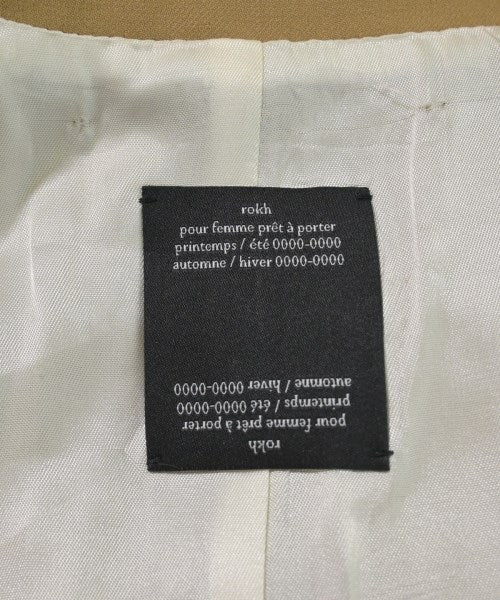 rokh
pour femme prêt à porter
printemps / été 0000-0000
automne / hiver 0000-0000
rokh
pour femme prêt à porter
printemps / été 0000-0000
automne / hiver 0000-0000